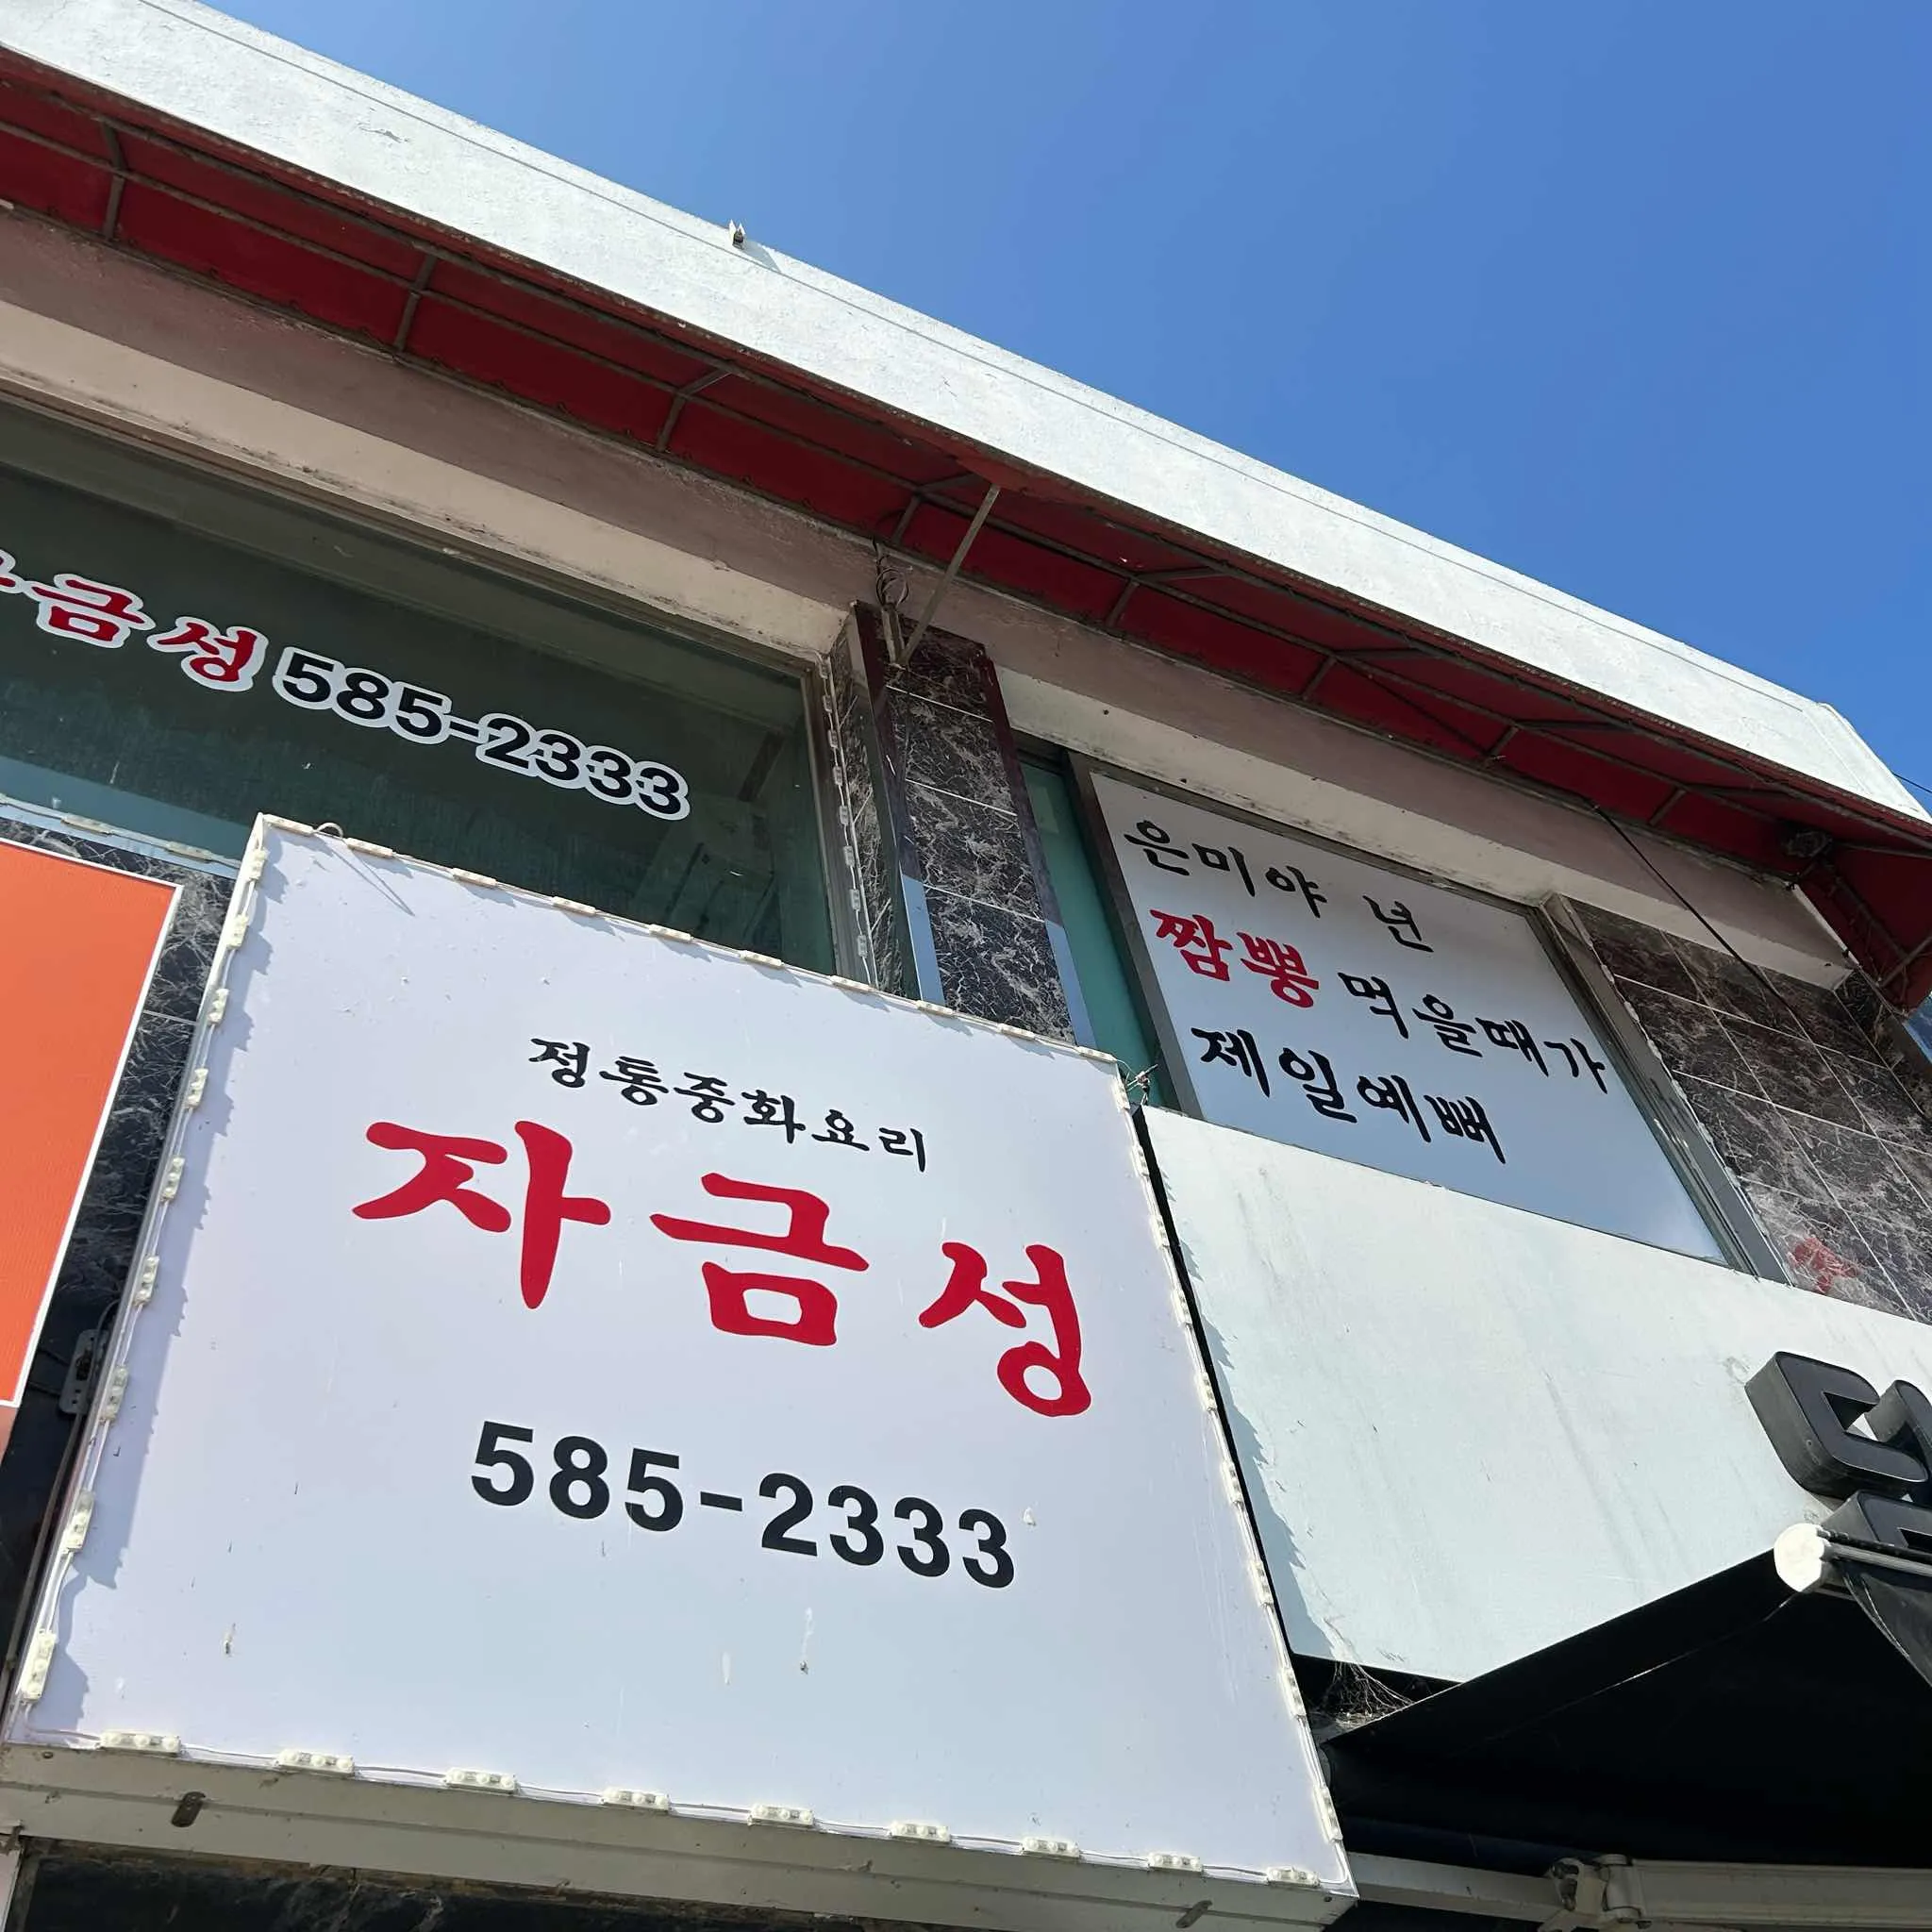 금성 585-2333
은미야 넌
짬뽕 먹을때가
제일예뻐
정통중화요리
자금성
585-2333